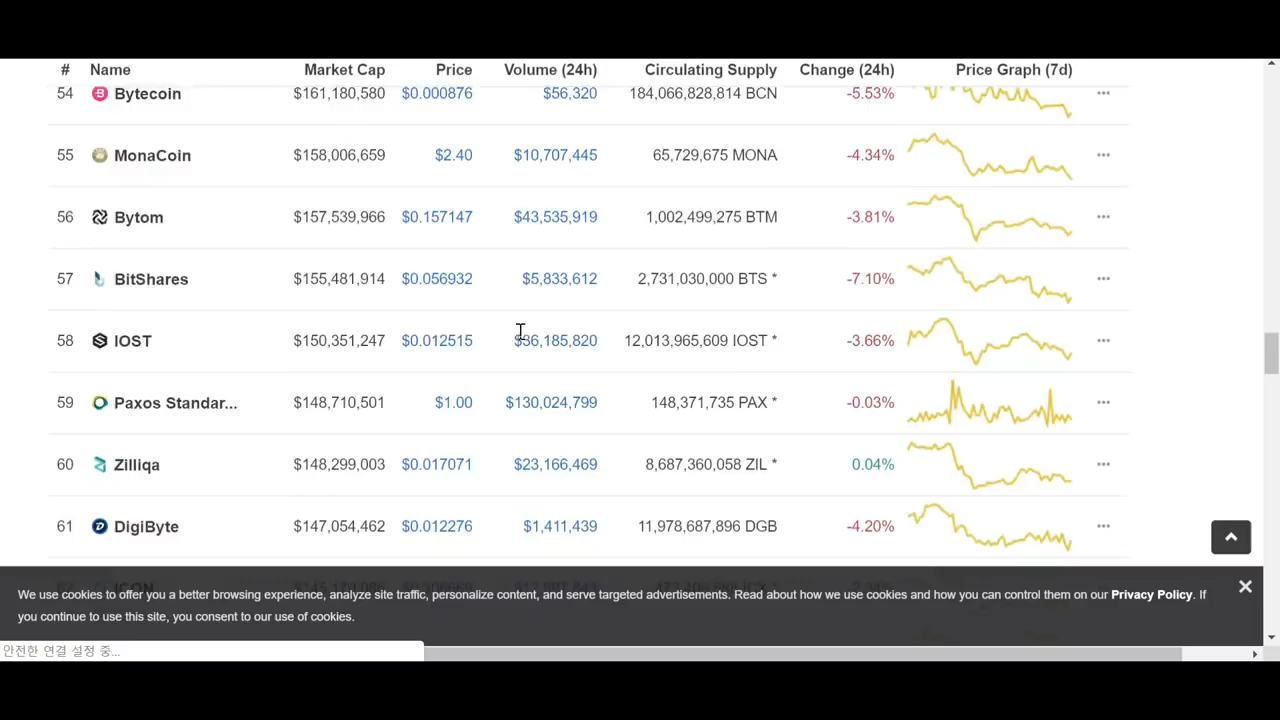 # Name Market Cap Price Volume (24h) Circulating Supply Change (24h) Price Graph (7d)
54 Bytecoin $161,180,580 $0.000876 $56,320 184,066,828,814 BCN -5.53%
55 MonaCoin $158,006,659 $2.40 $10,707,445 65,729,675 MONA -4.34%
56 Bytom $157,539,966 $0.157147 $43,535,919 1,002,499,275 BTM -3.81%
57 BitShares $155,481,914 $0.056932 $5,833,612 2,731,030,000 BTS * -7.10%
58 IOST $150,351,247 $0.012515 $36,185,820 12,013,965,609 IOST * -3.66%
59 Paxos Standar... $148,710,501 $1.00 $130,024,799 148,371,735 PAX * -0.03%
60 Zilliqa $148,299,003 $0.017071 $23,166,469 8,687,360,058 ZIL * 0.04%
61 DigiByte $147,054,462 $0.012276 $1,411,439 11,978,687,896 DGB -4.20%
ICON
We use cookies to offer you a better browsing experience, analyze site traffic, personalize content, and serve targeted advertisements. Read about how we use cookies and how you can control them on our Privacy Policy. If
you continue to use this site, you consent to our use of cookies.
안전한 연결 설정 중...